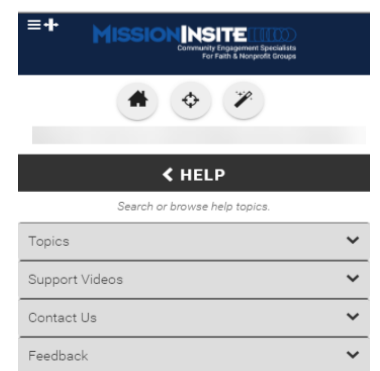 MISSIONINSITE
Community Engagement Specialists
For Faith & Nonprofit Groups
HELP
Search or browse help topics.
Topics
Support Videos
Contact Us
Feedback